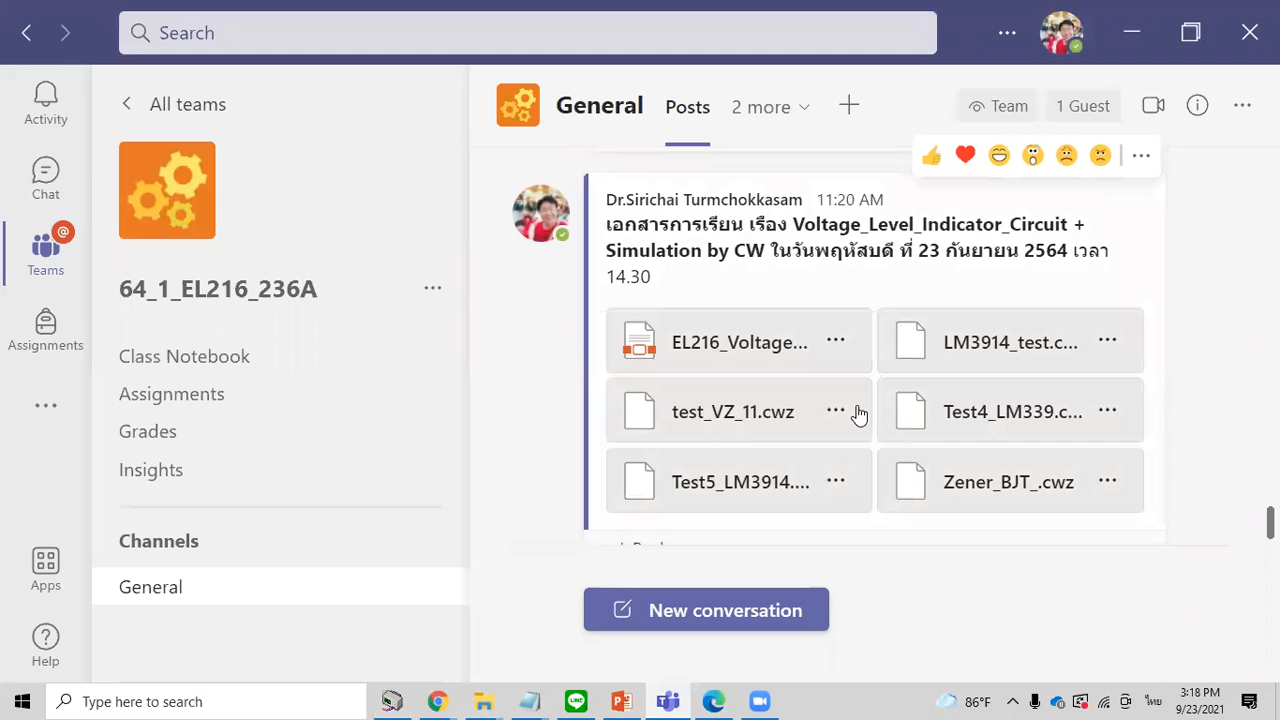 Search
Activity
Chat
@
Teams
Assignments
Apps
Help
All teams
64_1_EL216_236A
Class Notebook
Assignments
Grades
Insights
Channels
General
General
Posts
2 more
Team
1 Guest
Dr.Sirichai Turmchokkasam 11:20 AM
เอกสารการเรียน เรื่อง Voltage_Level_Indicator_Circuit +
Simulation by CW ในวันพฤหัสบดี ที่ 23 กันยายน 2564 เวลา
14.30
EL216_Voltage...
LM3914_test.c...
test_VZ_11.cwz
Test4_LM339.c...
Test5_LM3914....
Zener_BJT_.cwz
New conversation
Type here to search
86°F
ไทย
3:18 PM
9/23/2021